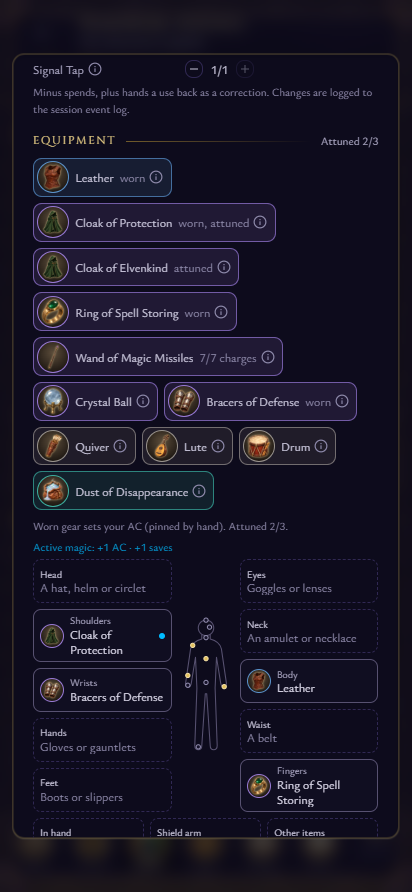 Signal Tap 1/1
Minus spends, plus hands a use back as a correction. Changes are logged to
the session event log.
EQUIPMENT Attuned 2/3
Leather worn
Cloak of Protection worn, attuned
Cloak of Elvenkind attuned
Ring of Spell Storing worn
Wand of Magic Missiles 7/7 charges
Crystal Ball Bracers of Defense worn
Quiver Lute Drum
Dust of Disappearance
Worn gear sets your AC (pinned by hand). Attuned 2/3.
Active magic: +1 AC · +1 saves
Head
A hat, helm or circlet
Eyes
Goggles or lenses
Shoulders
Cloak of
Protection
Neck
An amulet or necklace
Wrists
Bracers of Defense
Body
Leather
Hands
Gloves or gauntlets
Waist
A belt
Feet
Boots or slippers
Fingers
Ring of Spell
Storing
In hand Shield arm Other items